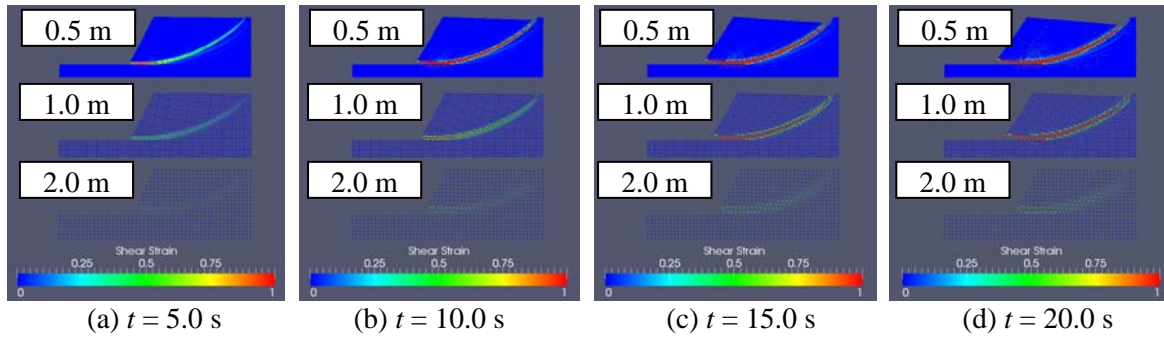 0.5 m
1.0 m
2.0 m
Shear Strain
0.25 0.5 0.75
0 1
(a) t = 5.0 s
0.5 m
1.0 m
2.0 m
Shear Strain
0.25 0.5 0.75
0 1
(b) t = 10.0 s
0.5 m
1.0 m
2.0 m
Shear Strain
0.25 0.5 0.75
0 1
(c) t = 15.0 s
0.5 m
1.0 m
2.0 m
Shear Strain
0.25 0.5 0.75
0 1
(d) t = 20.0 s